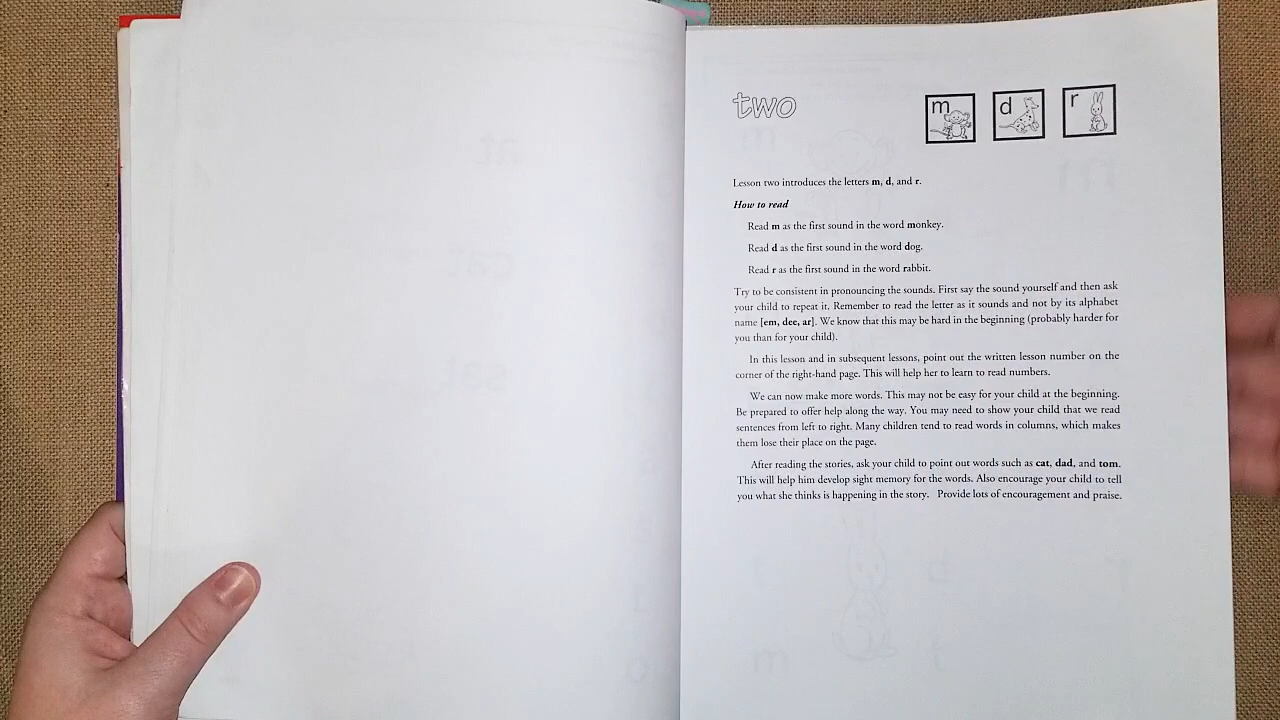 two
m
d
r
Lesson two introduces the letters m, d, and r.
How to read
Read m as the first sound in the word monkey.
Read d as the first sound in the word dog.
Read r as the first sound in the word rabbit.
Try to be consistent in pronouncing the sounds. First say the sound yourself and then ask
your child to repeat it. Remember to read the letter as it sounds and not by its alphabet
name [em, dee, ar]. We know that this may be hard in the beginning (probably harder for
you than for your child).
In this lesson and in subsequent lessons, point out the written lesson number on the
corner of the right-hand page. This will help her to learn to read numbers.
We can now make more words. This may not be easy for your child at the beginning.
Be prepared to offer help along the way. You may need to show your child that we read
sentences from left to right. Many children tend to read words in columns, which makes
them lose their place on the page.
After reading the stories, ask your child to point out words such as cat, dad, and tom.
This will help him develop sight memory for the words. Also encourage your child to tell
you what she thinks is happening in the story. Provide lots of encouragement and praise.